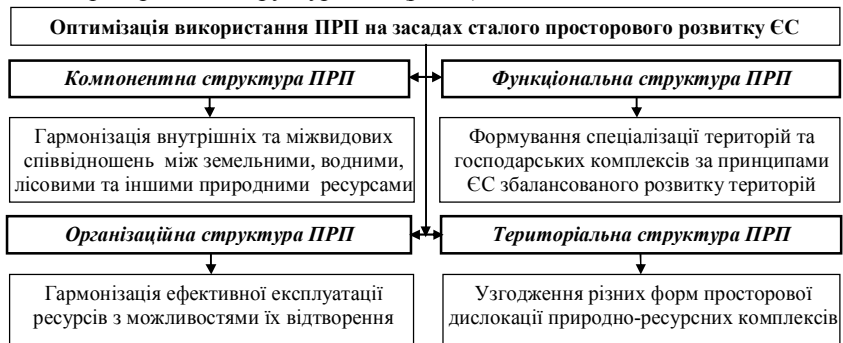 Оптимізація використання ПРП на засадах сталого просторового розвитку ЄС
Компонентна структура ПРП
Функціональна структура ПРП
Гармонізація внутрішніх та міжвидових
співвідношень між земельними, водними,
лісовими та іншими природними ресурсами
Формування спеціалізації територій та
господарських комплексів за принципами
ЄС збалансованого розвитку територій
Організаційна структура ПРП
Територіальна структура ПРП
Гармонізація ефективної експлуатації
ресурсів з можливостями їх відтворення
Узгодження різних форм просторової
дислокації природно-ресурсних комплексів